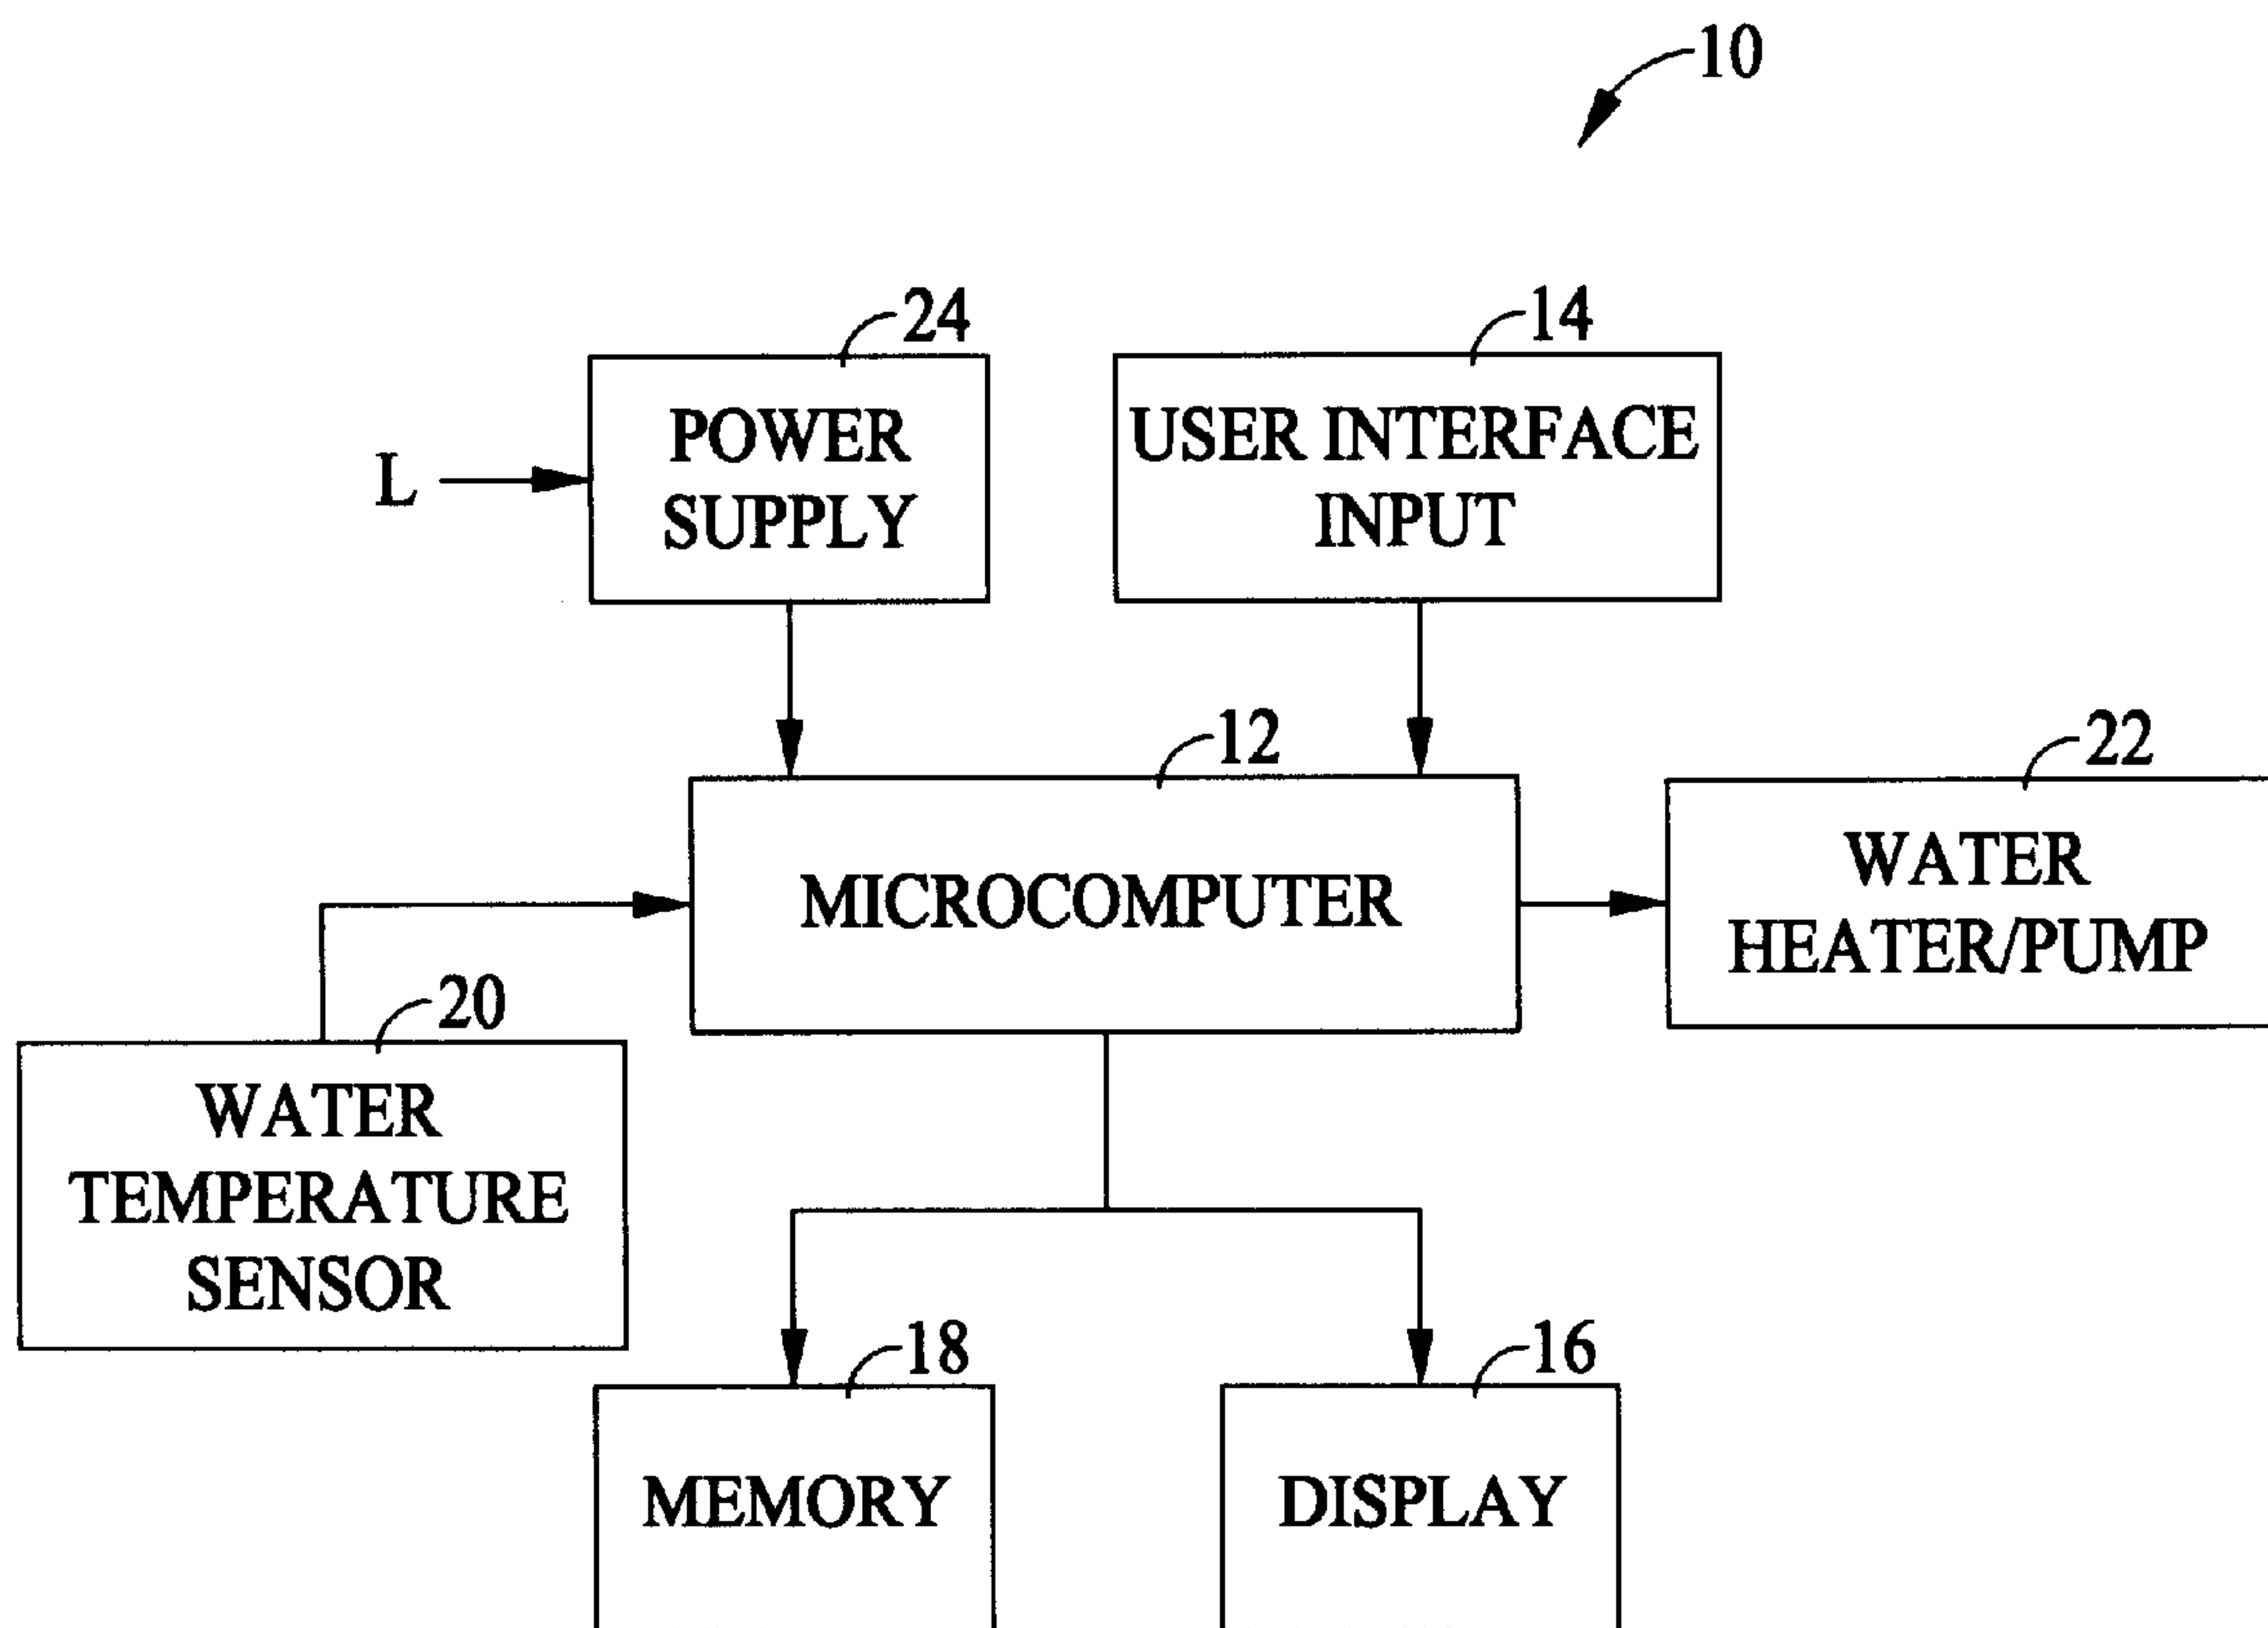 10
24
14
POWER
SUPPLY
USER INTERFACE
INPUT
L
12
22
MICROCOMPUTER
WATER
HEATER/PUMP
20
WATER
TEMPERATURE
SENSOR
18
16
MEMORY
DISPLAY